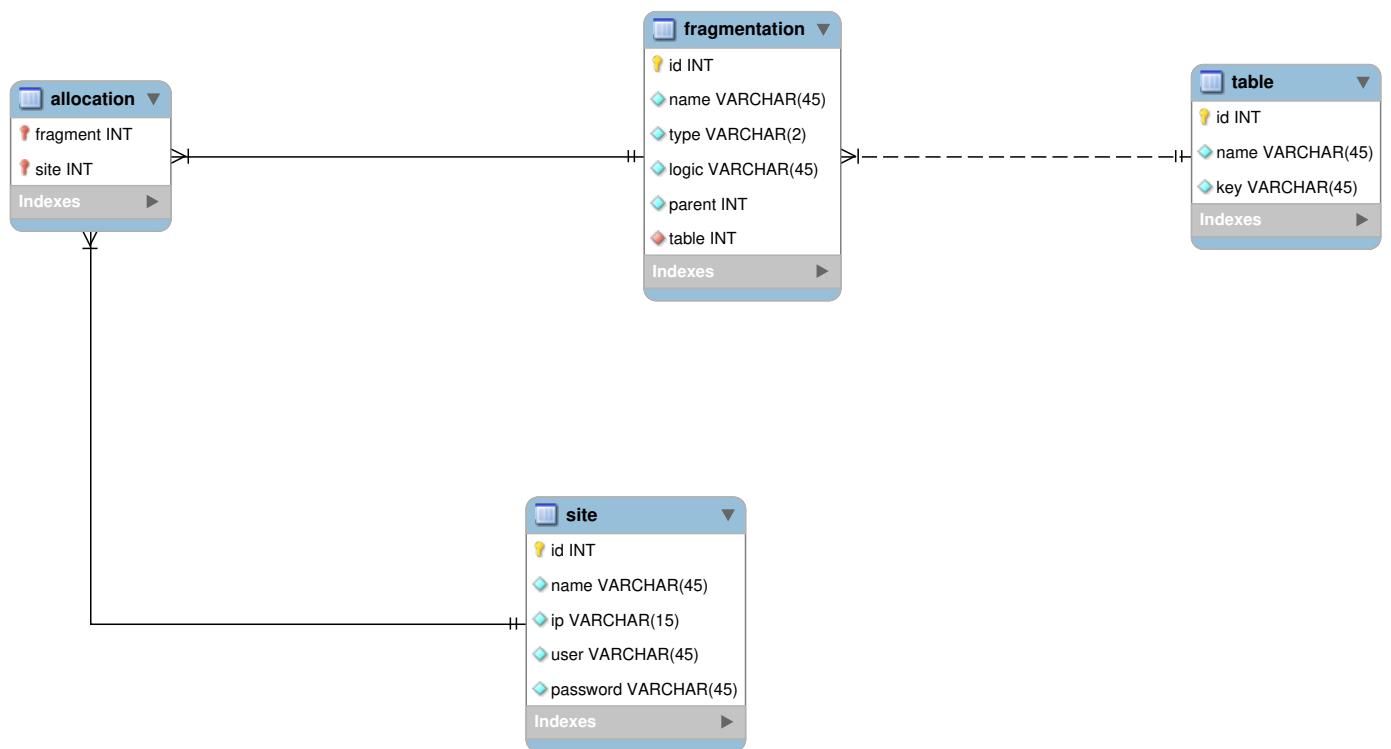 fragmentation
id INT
name VARCHAR(45)
type VARCHAR(2)
logic VARCHAR(45)
parent INT
table INT
Indexes
allocation
fragment INT
site INT
Indexes
table
id INT
name VARCHAR(45)
key VARCHAR(45)
Indexes
site
id INT
name VARCHAR(45)
ip VARCHAR(15)
user VARCHAR(45)
password VARCHAR(45)
Indexes